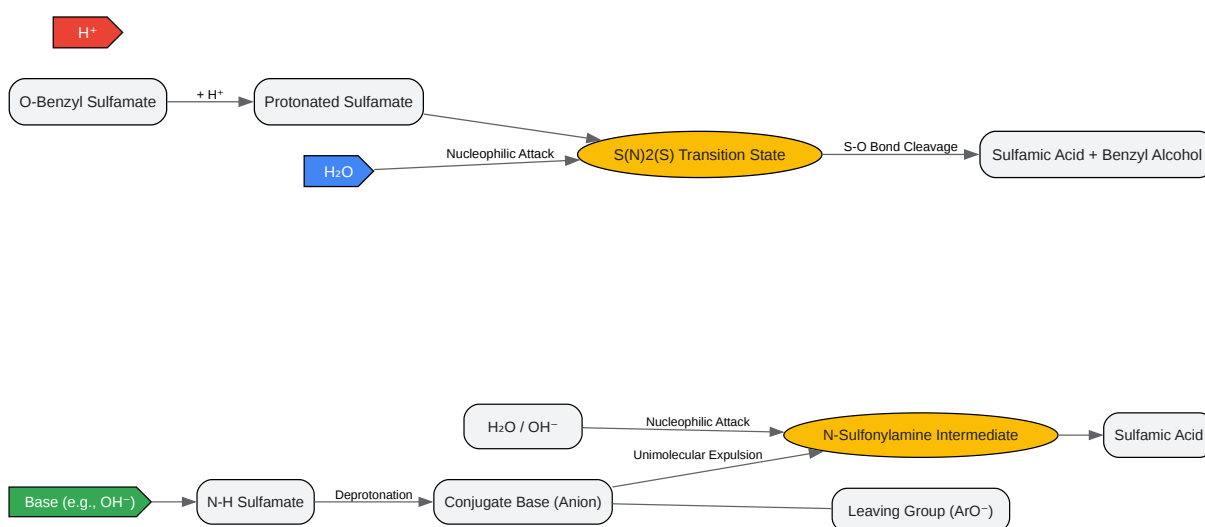 H⁺
O-Benzyl Sulfamate
+ H⁺
Protonated Sulfamate
H₂O
Nucleophilic Attack
S(N)2(S) Transition State
S-O Bond Cleavage
Sulfamic Acid + Benzyl Alcohol
H₂O / OH⁻
Nucleophilic Attack
N-Sulfonylamine Intermediate
Sulfamic Acid
Unimolecular Expulsion
Base (e.g., OH⁻)
N-H Sulfamate
Deprotonation
Conjugate Base (Anion)
Leaving Group (ArO⁻)